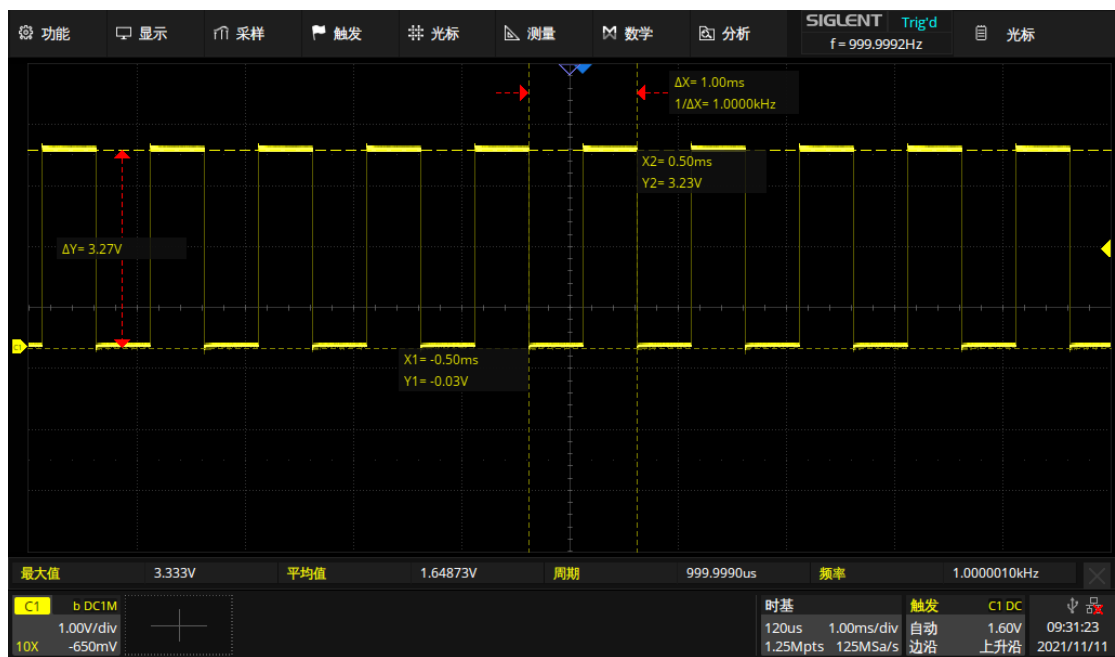 功能 显示 采样 触发 光标 测量 数学 分析 SIGLENT Trig'd 光标
f = 999.9992Hz
ΔX= 1.00ms
1/ΔX= 1.0000kHz
X2= 0.50ms
Y2= 3.23V
ΔY= 3.27V
C1
X1= -0.50ms
Y1= -0.03V
最大值 3.333V 平均值 1.64873V 周期 999.9990us 频率 1.0000010kHz
C1 b DC1M 时基 触发 C1 DC
1.00V/div 120us 1.00ms/div 自动 1.60V 09:31:23
10X -650mV 1.25Mpts 125MSa/s 边沿 上升沿 2021/11/11